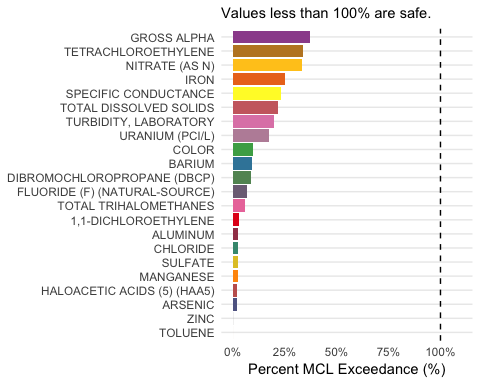 Values less than 100% are safe.
GROSS ALPHA
TETRACHLOROETHYLENE
NITRATE (AS N)
IRON
SPECIFIC CONDUCTANCE
TOTAL DISSOLVED SOLIDS
TURBIDITY, LABORATORY
URANIUM (PCI/L)
COLOR
BARIUM
DIBROMOCHLOROPROPANE (DBCP)
FLUORIDE (F) (NATURAL-SOURCE)
TOTAL TRIHALOMETHANES
1,1-DICHLOROETHYLENE
ALUMINUM
CHLORIDE
SULFATE
MANGANESE
HALOACETIC ACIDS (5) (HAA5)
ARSENIC
ZINC
TOLUENE
0% 25% 50% 75% 100%
Percent MCL Exceedance (%)